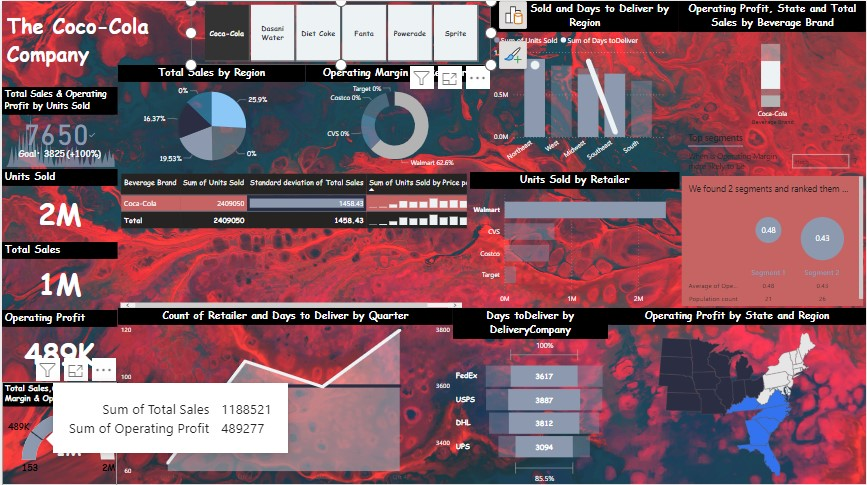 The Coca-Cola
Company
Coca-Cola
Dasani
Water
Diet Coke
Fanta
Powerade
Sprite
Sold and Days to Deliver by
Region
Operating Profit, State and Total
Sales by Beverage Brand
Sum of Units Sold
Sum of Days toDeliver
Total Sales by Region
Operating Margin
0%
25.9%
16.37%
19.53%
0%
Target 0%
Costco 0%
CVS 0%
Walmart 62.6%
0.5M
0.0M
Northeast
West
Midwest
Southeast
South
Coca-Cola
Beverage Brand
Top segments
Total Sales & Operating
Profit by Units Sold
7650
Goal: 3825 (+100%)
Units Sold
2M
Total Sales
1M
Operating Profit
489K
Beverage Brand
Sum of Units Sold
Standard deviation of Total Sales
Sum of Units Sold by Price p
Coca-Cola
2409050
1458.43
Total
2409050
1458.43
Units Sold by Retailer
Walmart
CVS
Costco
Target
0M
1M
2M
We found 2 segments and ranked them ...
0.48
0.43
Segment 1
Segment 2
Average of Ope...
0.48
0.43
Population count
21
26
Count of Retailer and Days to Deliver by Quarter
120
100
60
3800
3600
3400
Days toDeliver by
DeliveryCompany
100%
FedEx
3617
USPS
3887
DHL
3812
UPS
3094
85.5%
Operating Profit by State and Region
Total Sales,
Margin & Op
489K
153
2M
Sum of Total Sales 1188521
Sum of Operating Profit 489277